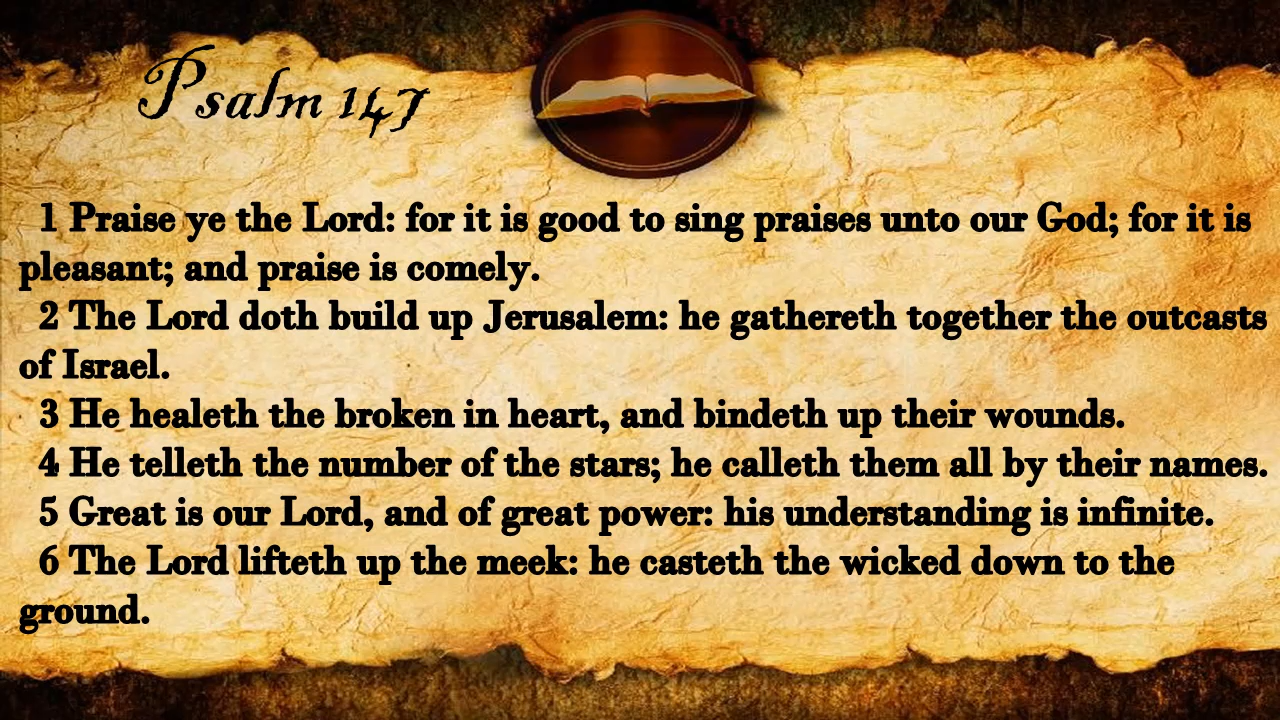 Psalm 147
1 Praise ye the Lord: for it is good to sing praises unto our God; for it is
pleasant; and praise is comely.
2 The Lord doth build up Jerusalem: he gathereth together the outcasts
of Israel.
3 He healeth the broken in heart, and bindeth up their wounds.
4 He telleth the number of the stars; he calleth them all by their names.
5 Great is our Lord, and of great power: his understanding is infinite.
6 The Lord lifteth up the meek: he casteth the wicked down to the
ground.